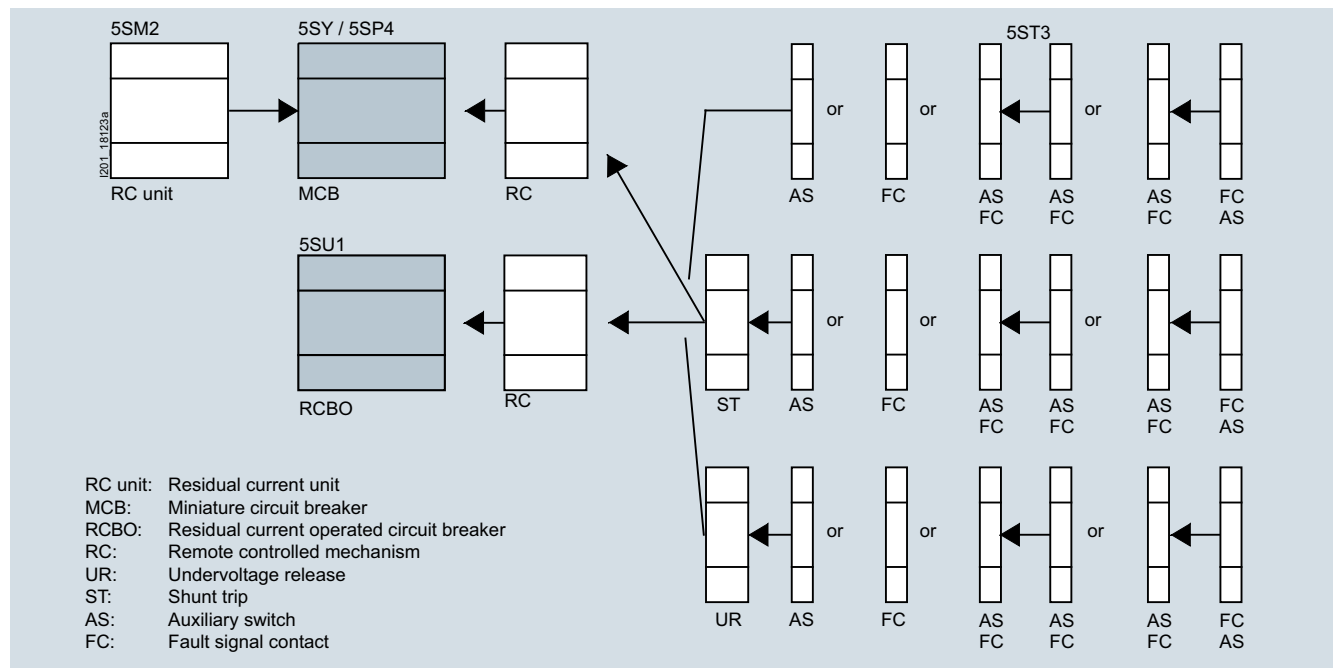 5SM2
5SY / 5SP4
5ST3
I201_18123a
or
or
or
RC unit
MCB
RC
AS
FC
AS
FC
AS
FC
AS
FC
FC
AS
5SU1
or
or
or
RCBO
RC
ST
AS
FC
AS
FC
AS
FC
AS
FC
FC
AS
or
or
or
UR
AS
FC
AS
FC
AS
FC
AS
FC
FC
AS
RC unit: Residual current unit
MCB: Miniature circuit breaker
RCBO: Residual current operated circuit breaker
RC: Remote controlled mechanism
UR: Undervoltage release
ST: Shunt trip
AS: Auxiliary switch
FC: Fault signal contact